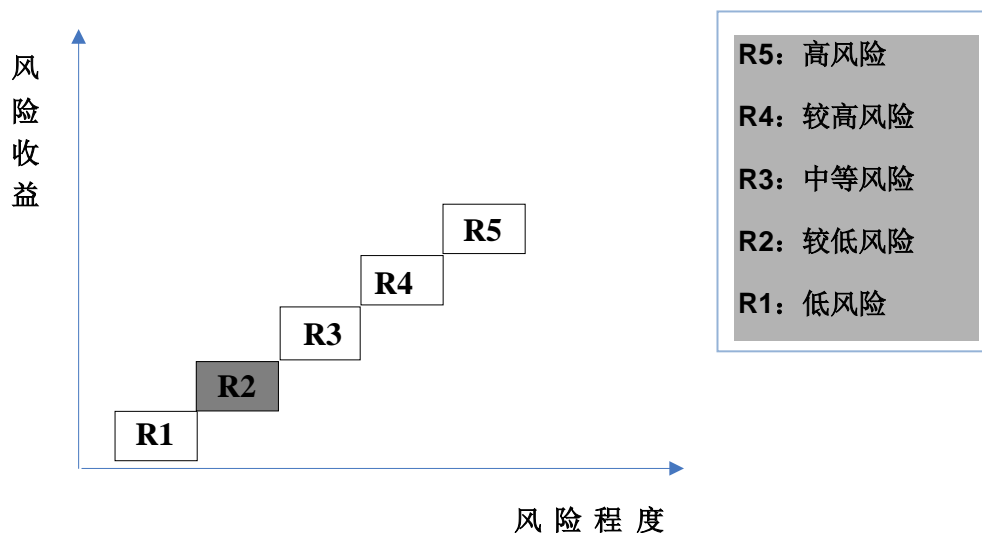 风
险
收
益
R5：高风险
R4：较高风险
R3：中等风险
R2：较低风险
R1：低风险
R5
R4
R3
R2
R1
风 险 程 度